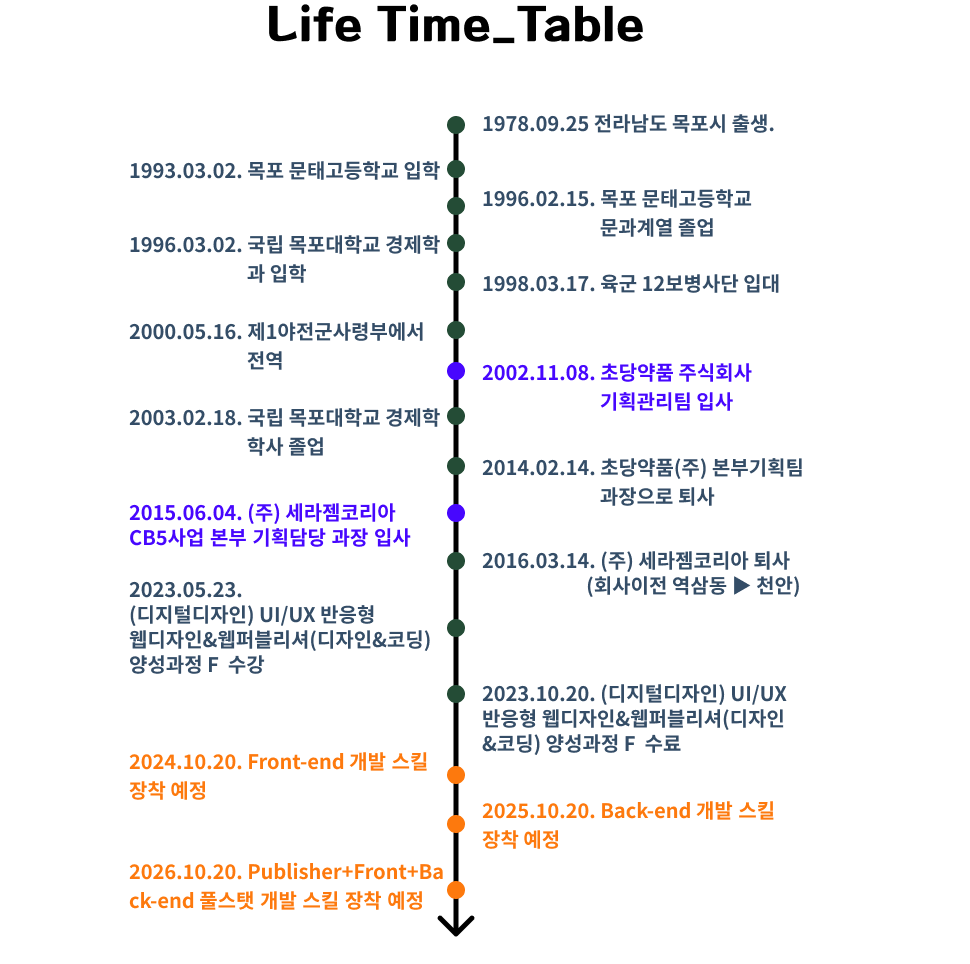 Life Time_Table
1978.09.25 전라남도 목포시 출생.
1993.03.02. 목포 문태고등학교 입학
1996.02.15. 목포 문태고등학교
문과계열 졸업
1996.03.02. 국립 목포대학교 경제학
과 입학
1998.03.17. 육군 12보병사단 입대
2000.05.16. 제1야전군사령부에서
전역
2002.11.08. 초당약품 주식회사
기획관리팀 입사
2003.02.18. 국립 목포대학교 경제학
학사 졸업
2014.02.14. 초당약품(주) 본부기획팀
과장으로 퇴사
2015.06.04. (주) 세라젬코리아
CB5사업 본부 기획담당 과장 입사
2016.03.14. (주) 세라젬코리아 퇴사
(회사이전 역삼동 ▶ 천안)
2023.05.23.
(디지털디자인) UI/UX 반응형
웹디자인&웹퍼블리셔(디자인&코딩)
양성과정 F 수강
2023.10.20. (디지털디자인) UI/UX
반응형 웹디자인&웹퍼블리셔(디자인
&코딩) 양성과정 F 수료
2024.10.20. Front-end 개발 스킬
장착 예정
2025.10.20. Back-end 개발 스킬
장착 예정
2026.10.20. Publisher+Front+Ba
ck-end 풀스탯 개발 스킬 장착 예정